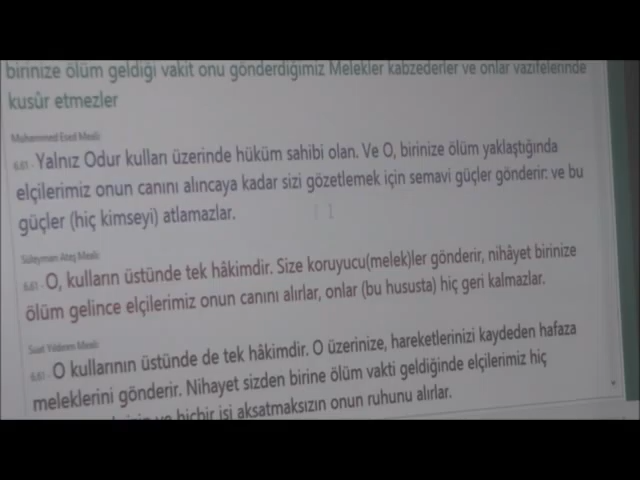 birinize ölüm geldiği vakit onu gönderdiğimiz Melekler kabzederler ve onlar vazifelerinde
kusûr etmezler
Muhammed Esed Meali:
6.61 - Yalnız Odur kulları üzerinde hüküm sahibi olan. Ve O, birinize ölüm yaklaştığında
elçilerimiz onun canını alıncaya kadar sizi gözetlemek için semavi güçler gönderir: ve bu
güçler (hiç kimseyi) atlamazlar.
Süleyman Ateş Meali:
6.61 - O, kulların üstünde tek hâkimdir. Size koruyucu(melek)ler gönderir, nihâyet birinize
ölüm gelince elçilerimiz onun canını alırlar, onlar (bu hususta) hiç geri kalmazlar.
Suat Yıldırım Meali:
6.61 - O kullarının üstünde de tek hâkimdir. O üzerinize, hareketlerinizi kaydeden hafaza
meleklerini gönderir. Nihayet sizden birine ölüm vakti geldiğinde elçilerimiz hiç
ve hiçbir işi aksatmaksızın onun ruhunu alırlar.